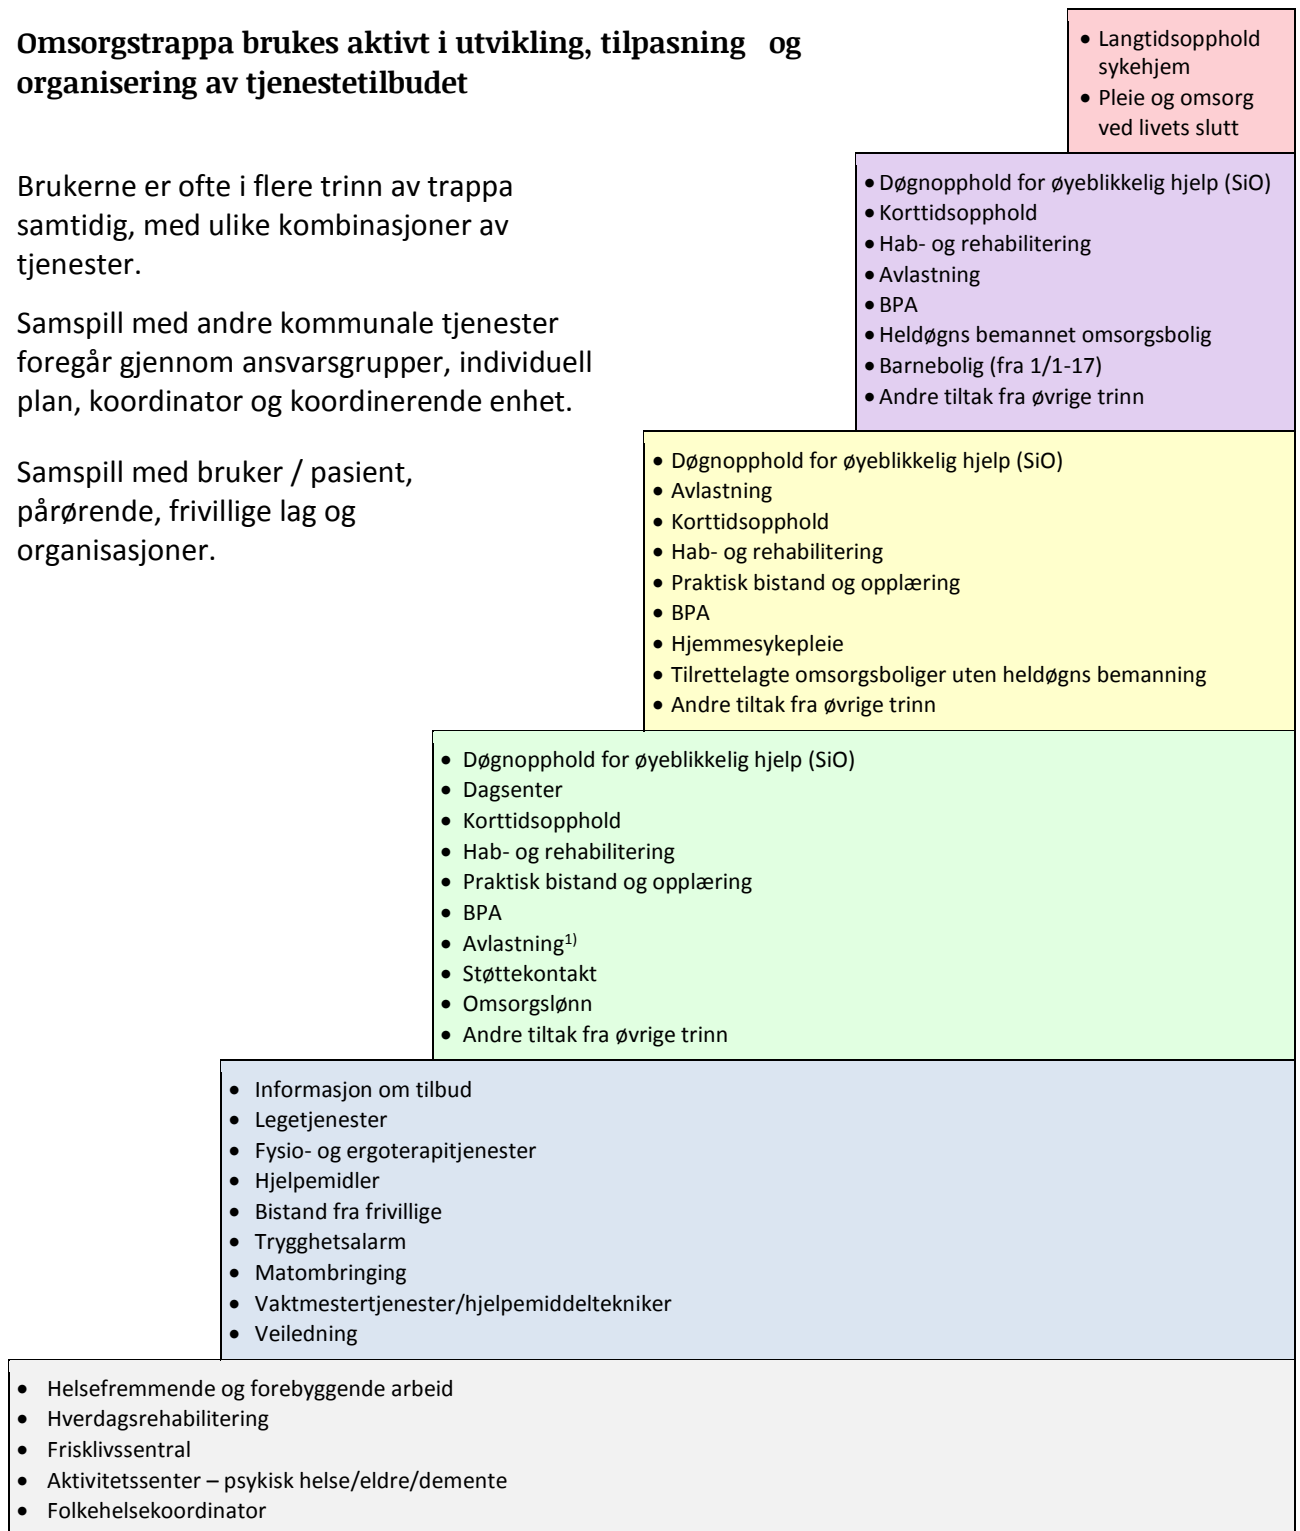 Omsorgstrappa brukes aktivt i utvikling, tilpasning og
organisering av tjenestetilbudet
Brukerne er ofte i flere trinn av trappa
samtidig, med ulike kombinasjoner av
tjenester.
Samspill med andre kommunale tjenester
foregår gjennom ansvarsgrupper, individuell
plan, koordinator og koordinerende enhet.
Samspill med bruker / pasient,
pårørende, frivillige lag og
organisasjoner.
• Langtidsopphold
sykehjem
• Pleie og omsorg
ved livets slutt
• Døgnopphold for øyeblikkelig hjelp (SiO)
• Korttidsopphold
• Hab- og rehabilitering
• Avlastning
• BPA
• Heldøgns bemannet omsorgsbolig
• Barnebolig (fra 1/1-17)
• Andre tiltak fra øvrige trinn
• Døgnopphold for øyeblikkelig hjelp (SiO)
• Avlastning
• Korttidsopphold
• Hab- og rehabilitering
• Praktisk bistand og opplæring
• BPA
• Hjemmesykepleie
• Tilrettelagte omsorgsboliger uten heldøgns bemanning
• Andre tiltak fra øvrige trinn
• Døgnopphold for øyeblikkelig hjelp (SiO)
• Dagsenter
• Korttidsopphold
• Hab- og rehabilitering
• Praktisk bistand og opplæring
• BPA
• Avlastning¹⁾
• Støttekontakt
• Omsorgslønn
• Andre tiltak fra øvrige trinn
• Informasjon om tilbud
• Legetjenester
• Fysio- og ergoterapitjenester
• Hjelpemidler
• Bistand fra frivillige
• Trygghetsalarm
• Matombringing
• Vaktmestertjenester/hjelpemiddeltekniker
• Veiledning
• Helsefremmende og forebyggende arbeid
• Hverdagsrehabilitering
• Frisklivssentral
• Aktivitetssenter – psykisk helse/eldre/demente
• Folkehelsekoordinator